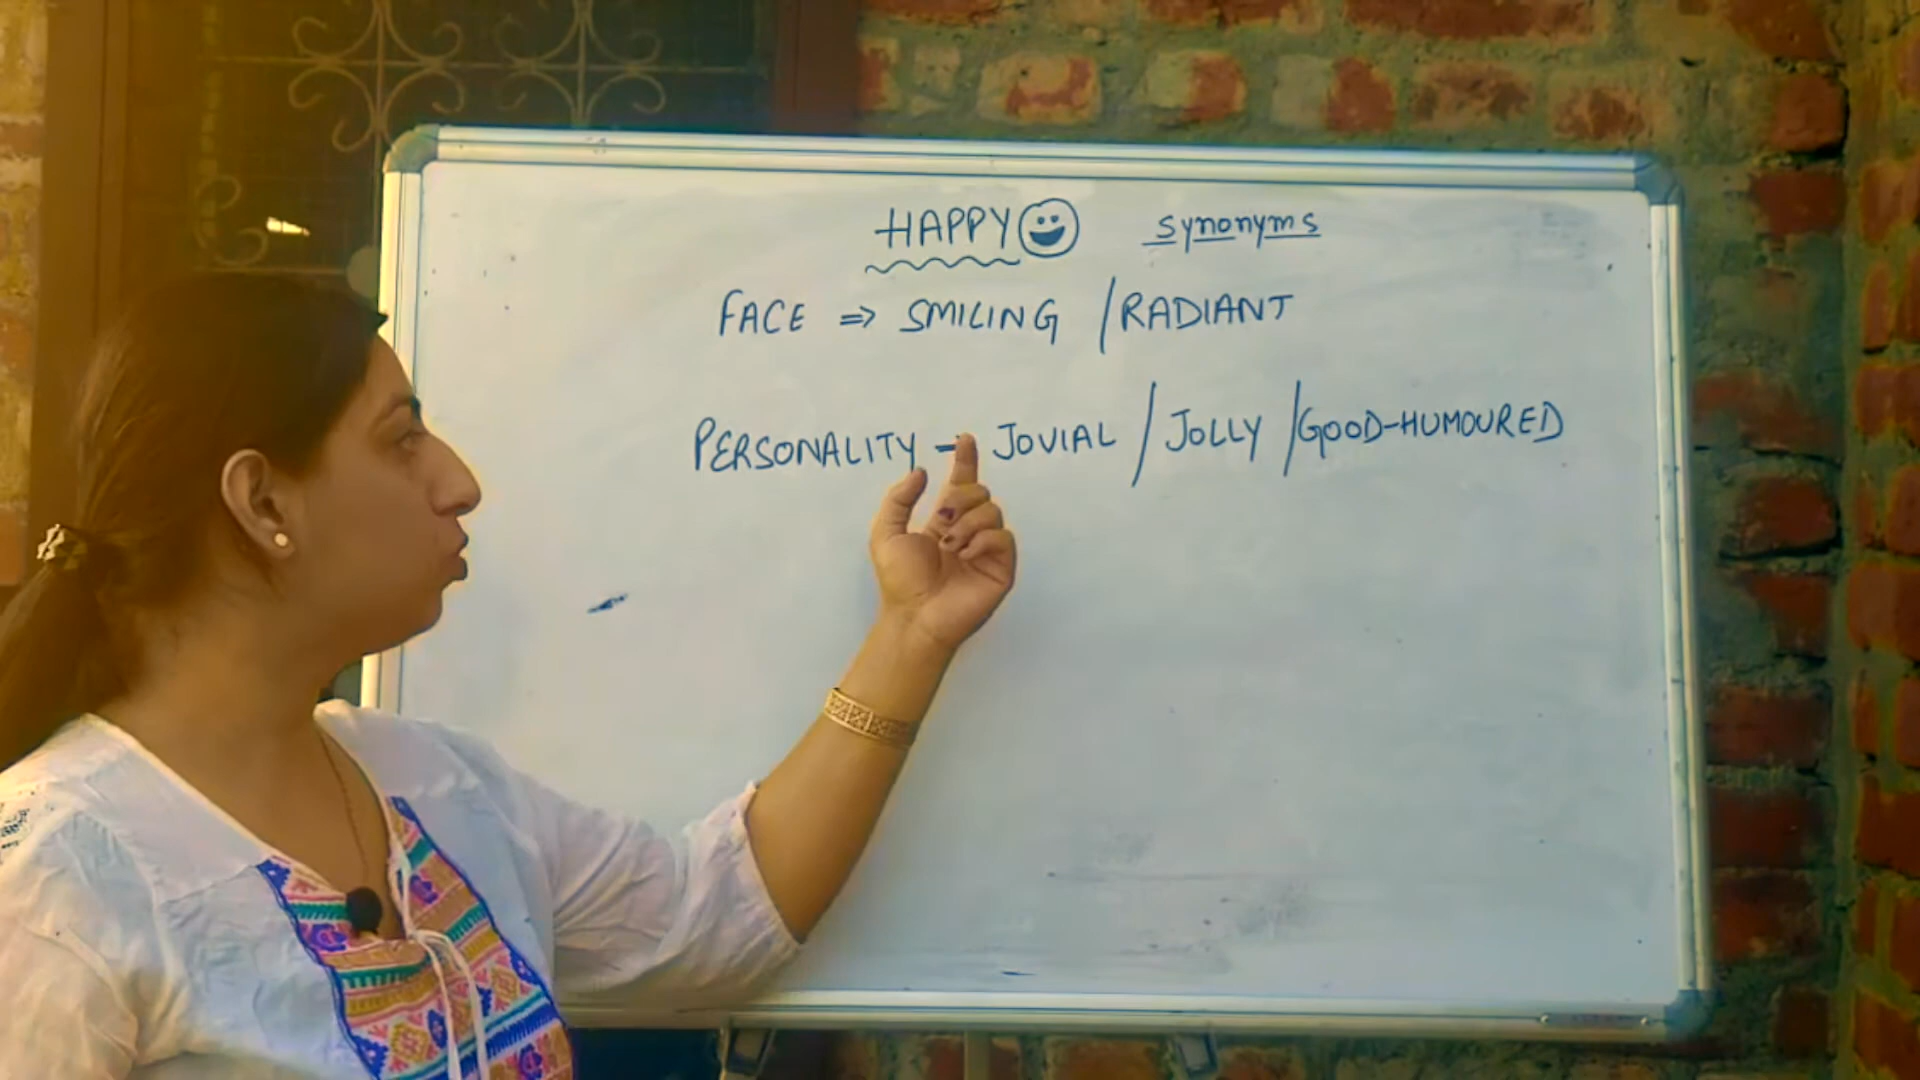 HAPPY synonyms
FACE ⇒ SMILING / RADIANT
PERSONALITY → JOVIAL / JOLLY / GOOD-HUMOURED